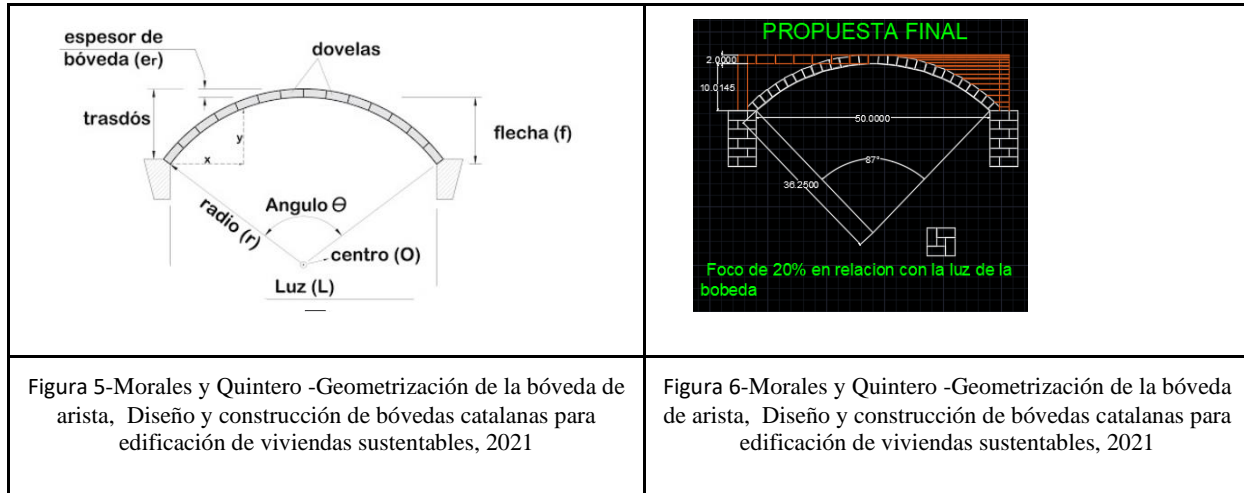 espesor de
bóveda (er)
dovelas
trasdós
flecha (f)
y
x
radio (r)
Angulo Ɵ
centro (O)
Luz (L)
PROPUESTA FINAL
2.0000
10.0145
50.0000
87°
36.2500
Foco de 20% en relacion con la luz de la
bobeda
Figura 5-Morales y Quintero -Geometrización de la bóveda de
arista, Diseño y construcción de bóvedas catalanas para
edificación de viviendas sustentables, 2021
Figura 6-Morales y Quintero -Geometrización de la bóveda
de arista, Diseño y construcción de bóvedas catalanas para
edificación de viviendas sustentables, 2021